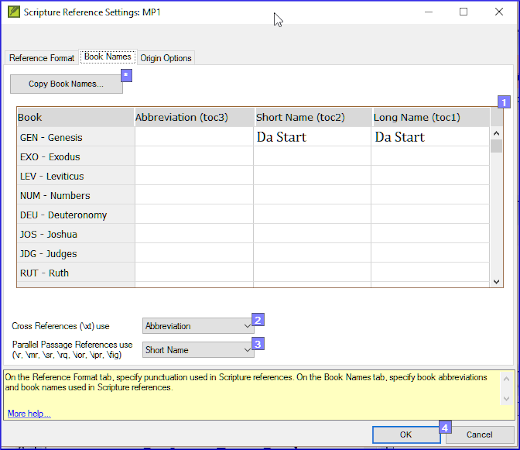 Scripture Reference Settings: MP1
Reference Format Book Names Origin Options
Copy Book Names... *
1
Book Abbreviation (toc3) Short Name (toc2) Long Name (toc1)
GEN - Genesis Da Start Da Start
EXO - Exodus
LEV - Leviticus
NUM - Numbers
DEU - Deuteronomy
JOS - Joshua
JDG - Judges
RUT - Ruth
Cross References (\xt) use Abbreviation 2
Parallel Passage References use Short Name 3
(\r, \mr, \sr, \rq, \ior, \pr, \fig)
On the Reference Format tab, specify punctuation used in Scripture references. On the Book Names tab, specify book abbreviations
and book names used in Scripture references.
More help...
OK 4 Cancel